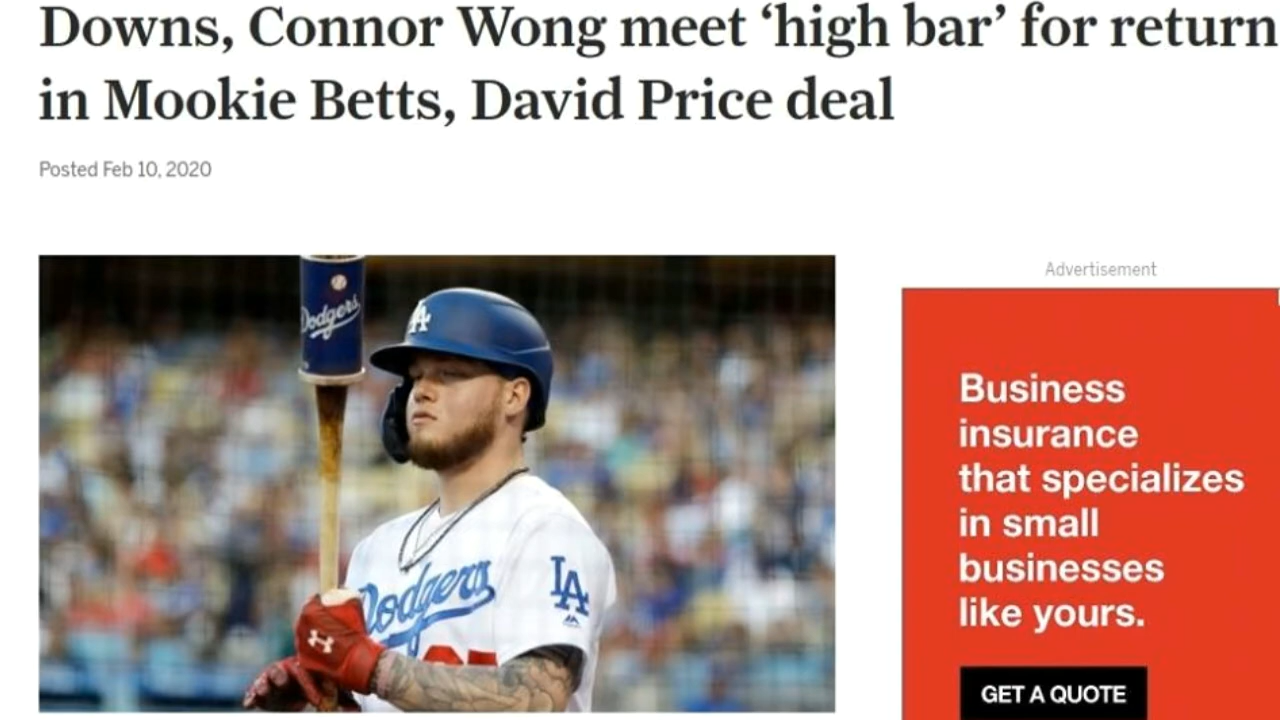 Downs, Connor Wong meet ‘high bar’ for return
in Mookie Betts, David Price deal
Posted Feb 10, 2020
Advertisement
Dodgers
LA
Dodgers
LA
Business
insurance
that specializes
in small
businesses
like yours.
GET A QUOTE